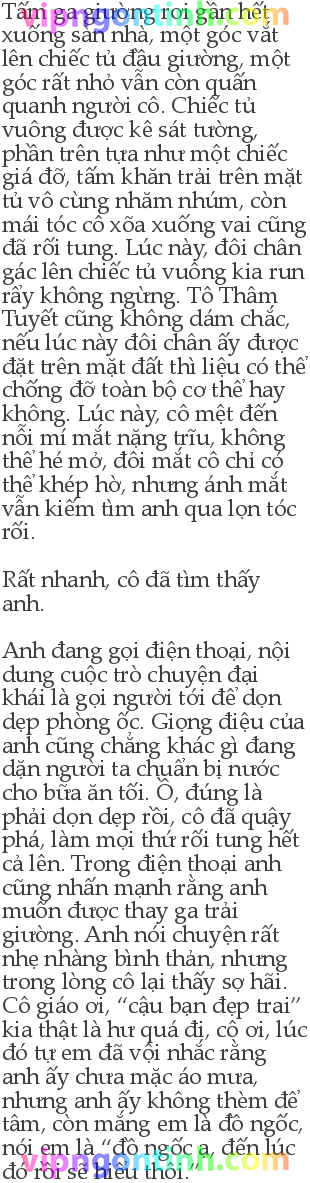 Tấm ga giường rơi gần hết
vipngontinh.com
xuống sàn nhà, một góc vắt
lên chiếc tủ đầu giường, một
góc rất nhỏ vẫn còn quấn
quanh người cô. Chiếc tủ
vuông được kê sát tường,
phần trên tựa như một chiếc
giá đỡ, tấm khăn trải trên mặt
tủ vô cùng nhăm nhúm, còn
mái tóc cô xõa xuống vai cũng
đã rối tung. Lúc này, đôi chân
gác lên chiếc tủ vuông kia run
rẩy không ngừng. Tô Thâm
Tuyết cũng không dám chắc,
nếu lúc này đôi chân ấy được
đặt trên mặt đất thì liệu có thể
chống đỡ toàn bộ cơ thể hay
không. Lúc này, cô mệt đến
nỗi mí mắt nặng trĩu, không
thể hé mở, đôi mắt cô chỉ có
thể khép hờ, nhưng ánh mắt
vẫn kiếm tìm anh qua lọn tóc
rối.
Rất nhanh, cô đã tìm thấy
anh.
Anh đang gọi điện thoại, nội
dung cuộc trò chuyện đại
khái là gọi người tới để dọn
dẹp phòng ốc. Giọng điệu của
anh cũng chẳng khác gì đang
dặn người ta chuẩn bị nước
cho bữa ăn tối. Ồ, đúng là
phải dọn dẹp rồi, cô đã quậy
phá, làm mọi thứ rối tung hết
cả lên. Trong điện thoại anh
cũng nhấn mạnh rằng anh
muốn được thay ga trải
giường. Anh nói chuyện rất
nhẹ nhàng bình thản, nhưng
trong lòng cô lại thấy sợ hãi.
Cô giáo ơi, “cậu bạn đẹp trai”
kia thật là hư quá đi, cô ơi, lúc
đó tự em đã vội nhắc rằng
anh ấy chưa mặc áo mưa,
nhưng anh ấy không thèm để
tâm, còn mắng em là đồ ngốc,
nói em là “đồ ngốc ạ, đến lúc
vipngontinh.com
đó rồi sẽ hiểu thôi.”